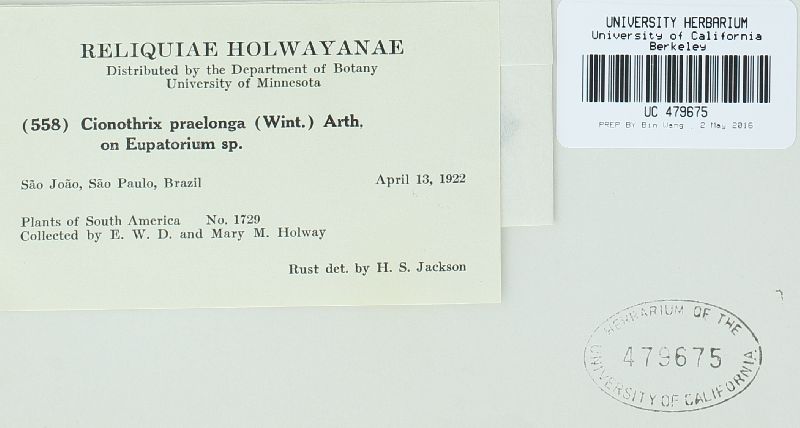 RELIQUIAE HOLWAYANAE
Distributed by the Department of Botany
University of Minnesota
(558) Cionothrix praelonga (Wint.) Arth.
on Eupatorium sp.
São João, São Paulo, Brazil April 13, 1922
Plants of South America No. 1729
Collected by E. W. D. and Mary M. Holway
Rust det. by H. S. Jackson
UNIVERSITY HERBARIUM
University of California
Berkeley
UC 479675
PREP BY Bin Wang , 2 May 2016
HERBARIUM OF THE
479675
UNIVERSITY OF CALIFORNIA